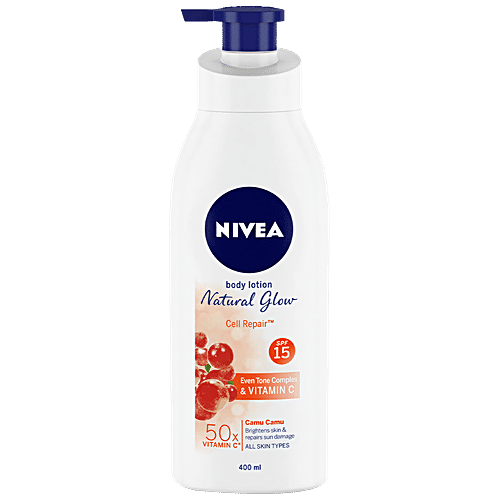 NIVEA
body lotion
Natural Glow
Cell Repair™
SPF
15
Even Tone Complex
& VITAMIN C
50x
VITAMIN C*
Camu Camu
Brightens skin &
repairs sun damage
ALL SKIN TYPES
400 ml